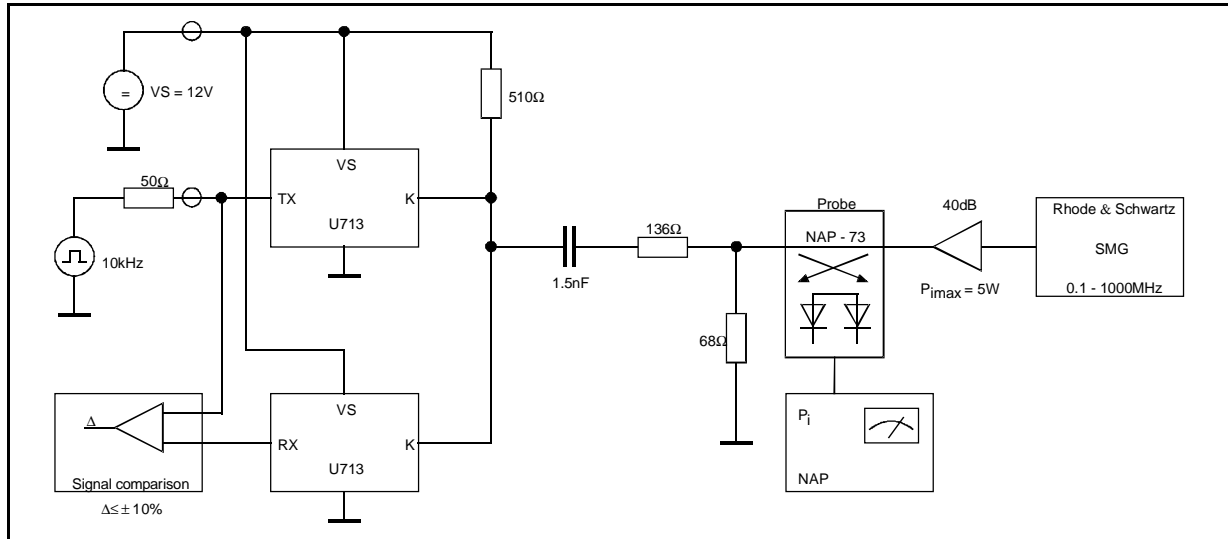 =
VS = 12V
510Ω
VS
50Ω
TX
K
U713
10kHz
1.5nF
136Ω
Probe
NAP - 73
40dB
Pimax = 5W
Rhode & Schwartz
SMG
0.1 - 1000MHz
68Ω
VS
Δ
RX
K
U713
Signal comparison
Δ≤ ± 10%
Pi
NAP